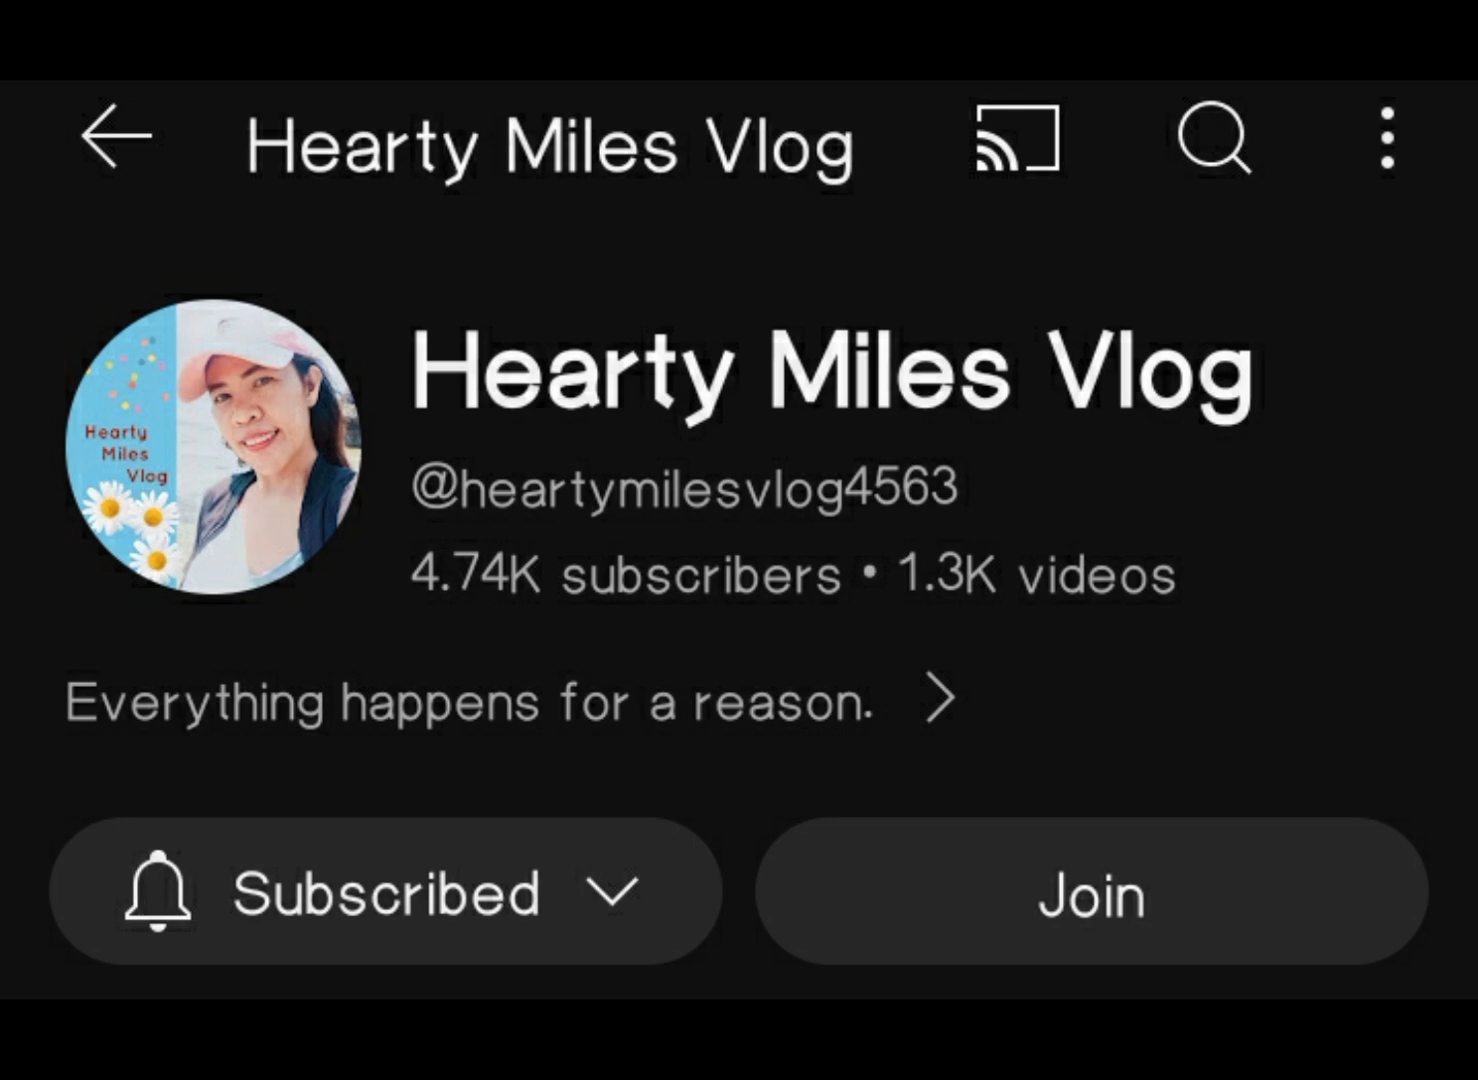 Hearty Miles Vlog
Hearty
Miles
Vlog
Hearty Miles Vlog
@heartymilesvlog4563
4.74K subscribers • 1.3K videos
Everything happens for a reason.
Subscribed
Join